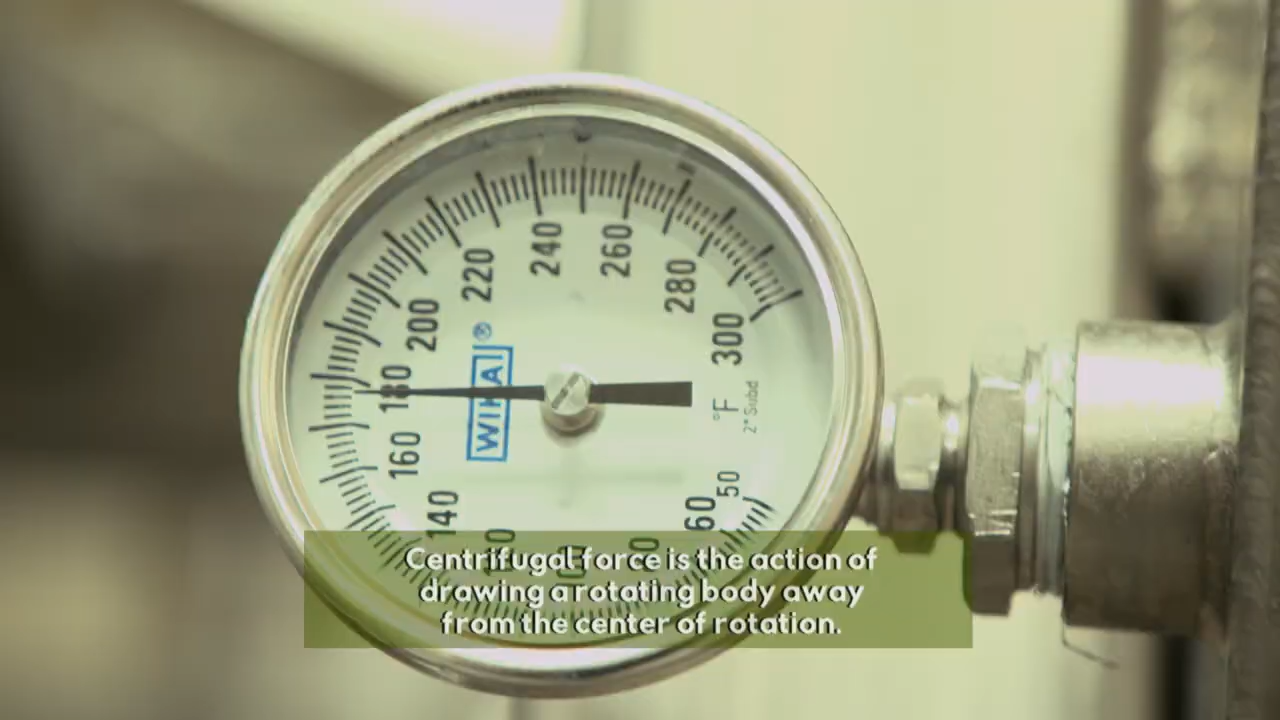 240
260
220
280
200
300
®
WIKA
180
°F
2° Subd
160
50
140
60
Centrifugal force is the action of
drawing a rotating body away
from the center of rotation.